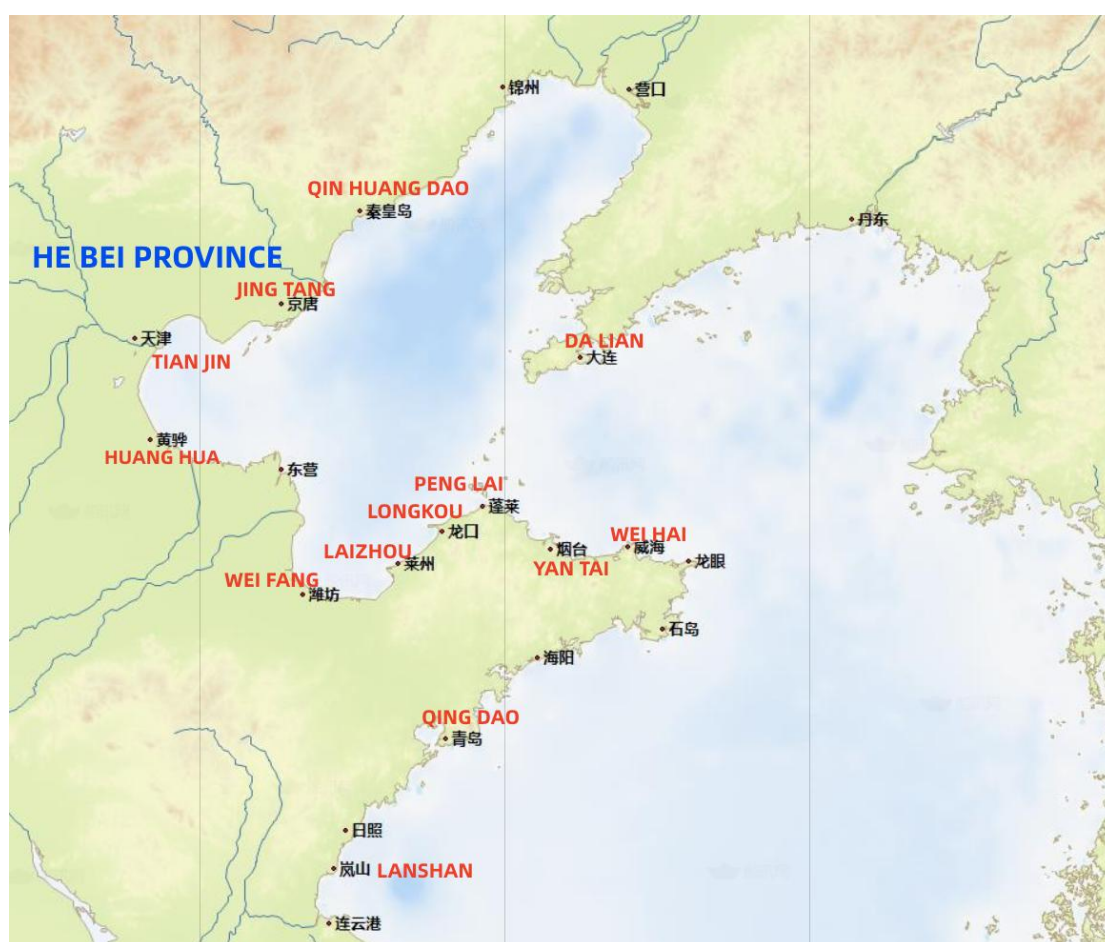 锦州
营口
QIN HUANG DAO
秦皇岛
丹东
HE BEI PROVINCE
JING TANG
京唐
天津
TIAN JIN
DA LIAN
大连
黄骅
HUANG HUA
东营
PENG LAI
蓬莱
LONGKOU
龙口
LAIZHOU
莱州
烟台
YAN TAI
WEI HAI
威海
龙眼
WEI FANG
潍坊
石岛
海阳
QING DAO
青岛
日照
岚山
LANSHAN
连云港